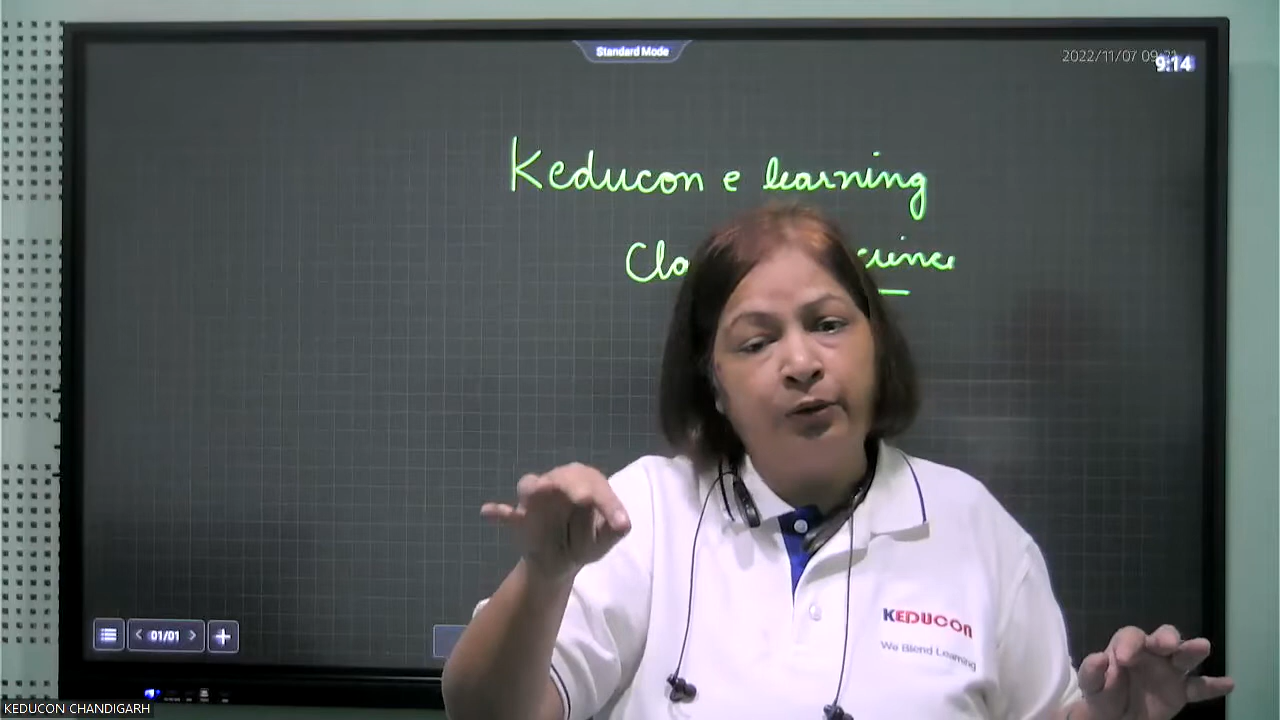 Standard Mode
2022/11/07 09:21
9:14
Keducon e learning
KEDUCON
We Blend Learning
01/01
KEDUCON CHANDIGARH